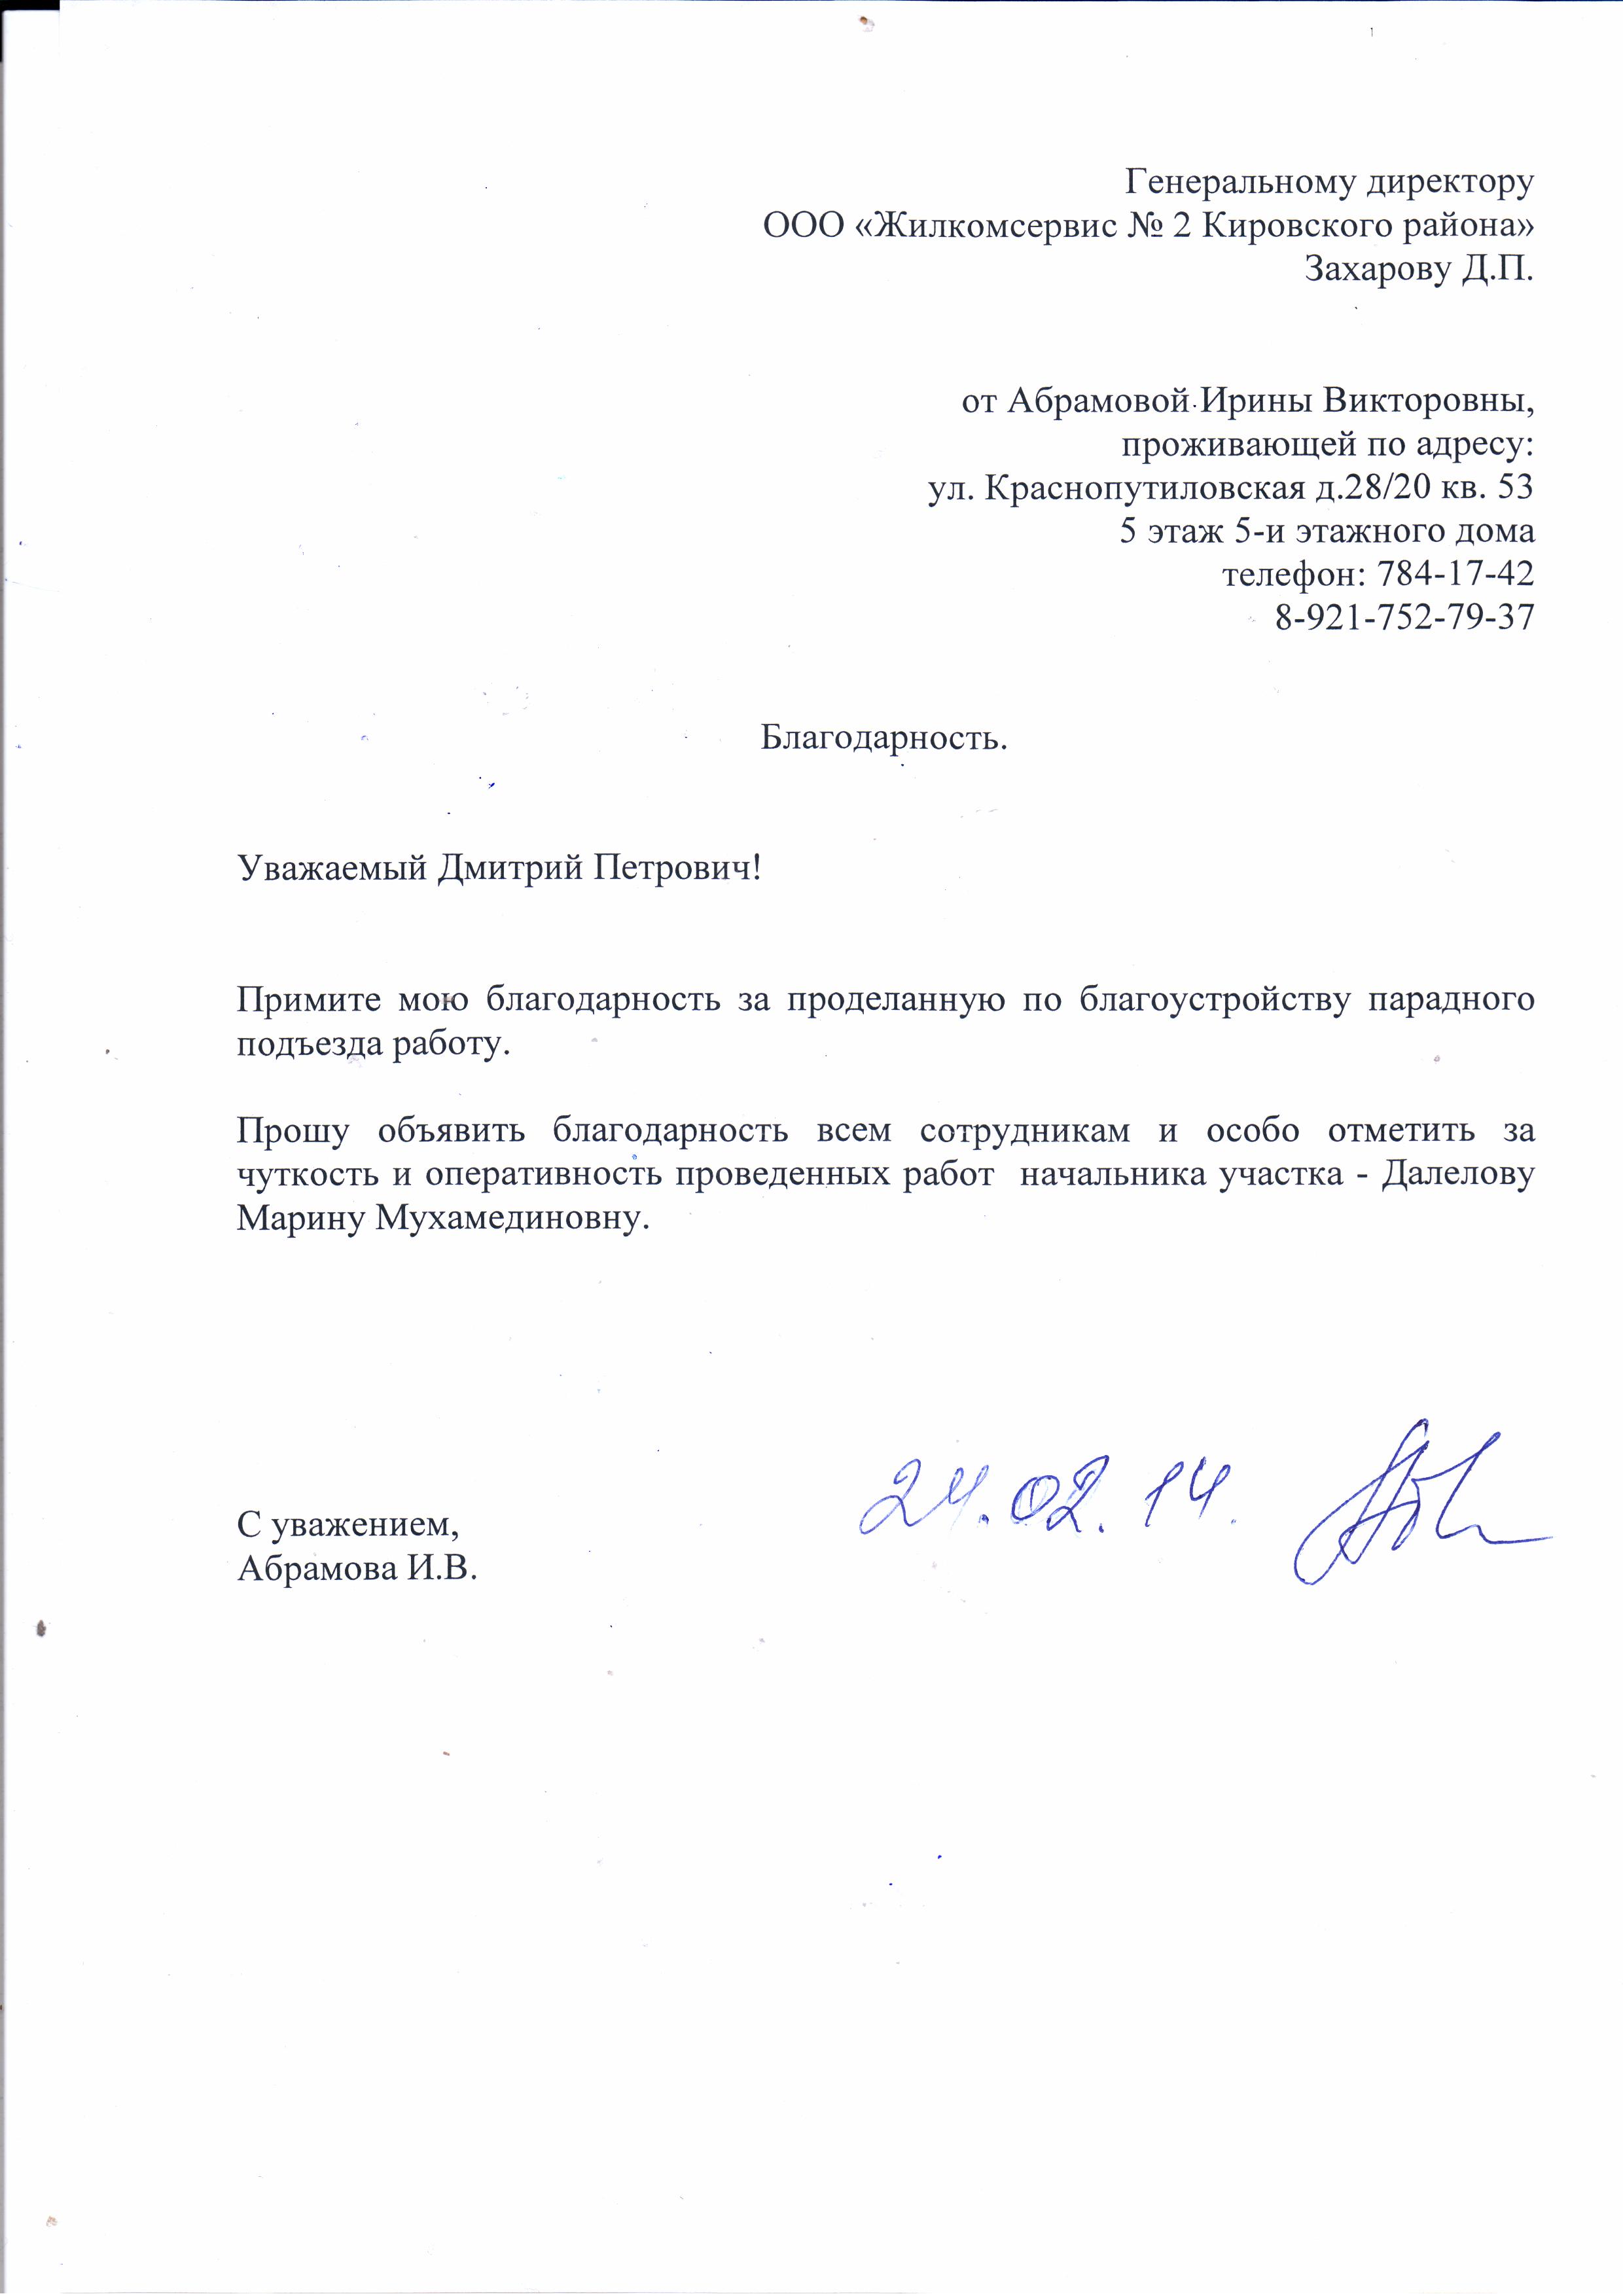 Генеральному директору
ООО «Жилкомсервис № 2 Кировского района»
Захарову Д.П.
от Абрамовой Ирины Викторовны,
проживающей по адресу:
ул. Краснопутиловская д.28/20 кв. 53
5 этаж 5-и этажного дома
телефон: 784-17-42
8-921-752-79-37
Благодарность.
Уважаемый Дмитрий Петрович!
Примите мою благодарность за проделанную по благоустройству парадного
подъезда работу.
Прошу объявить благодарность всем сотрудникам и особо отметить за
чуткость и оперативность проведенных работ начальника участка - Далелову
Марину Мухамединовну.
24.02.14.
С уважением,
Абрамова И.В.